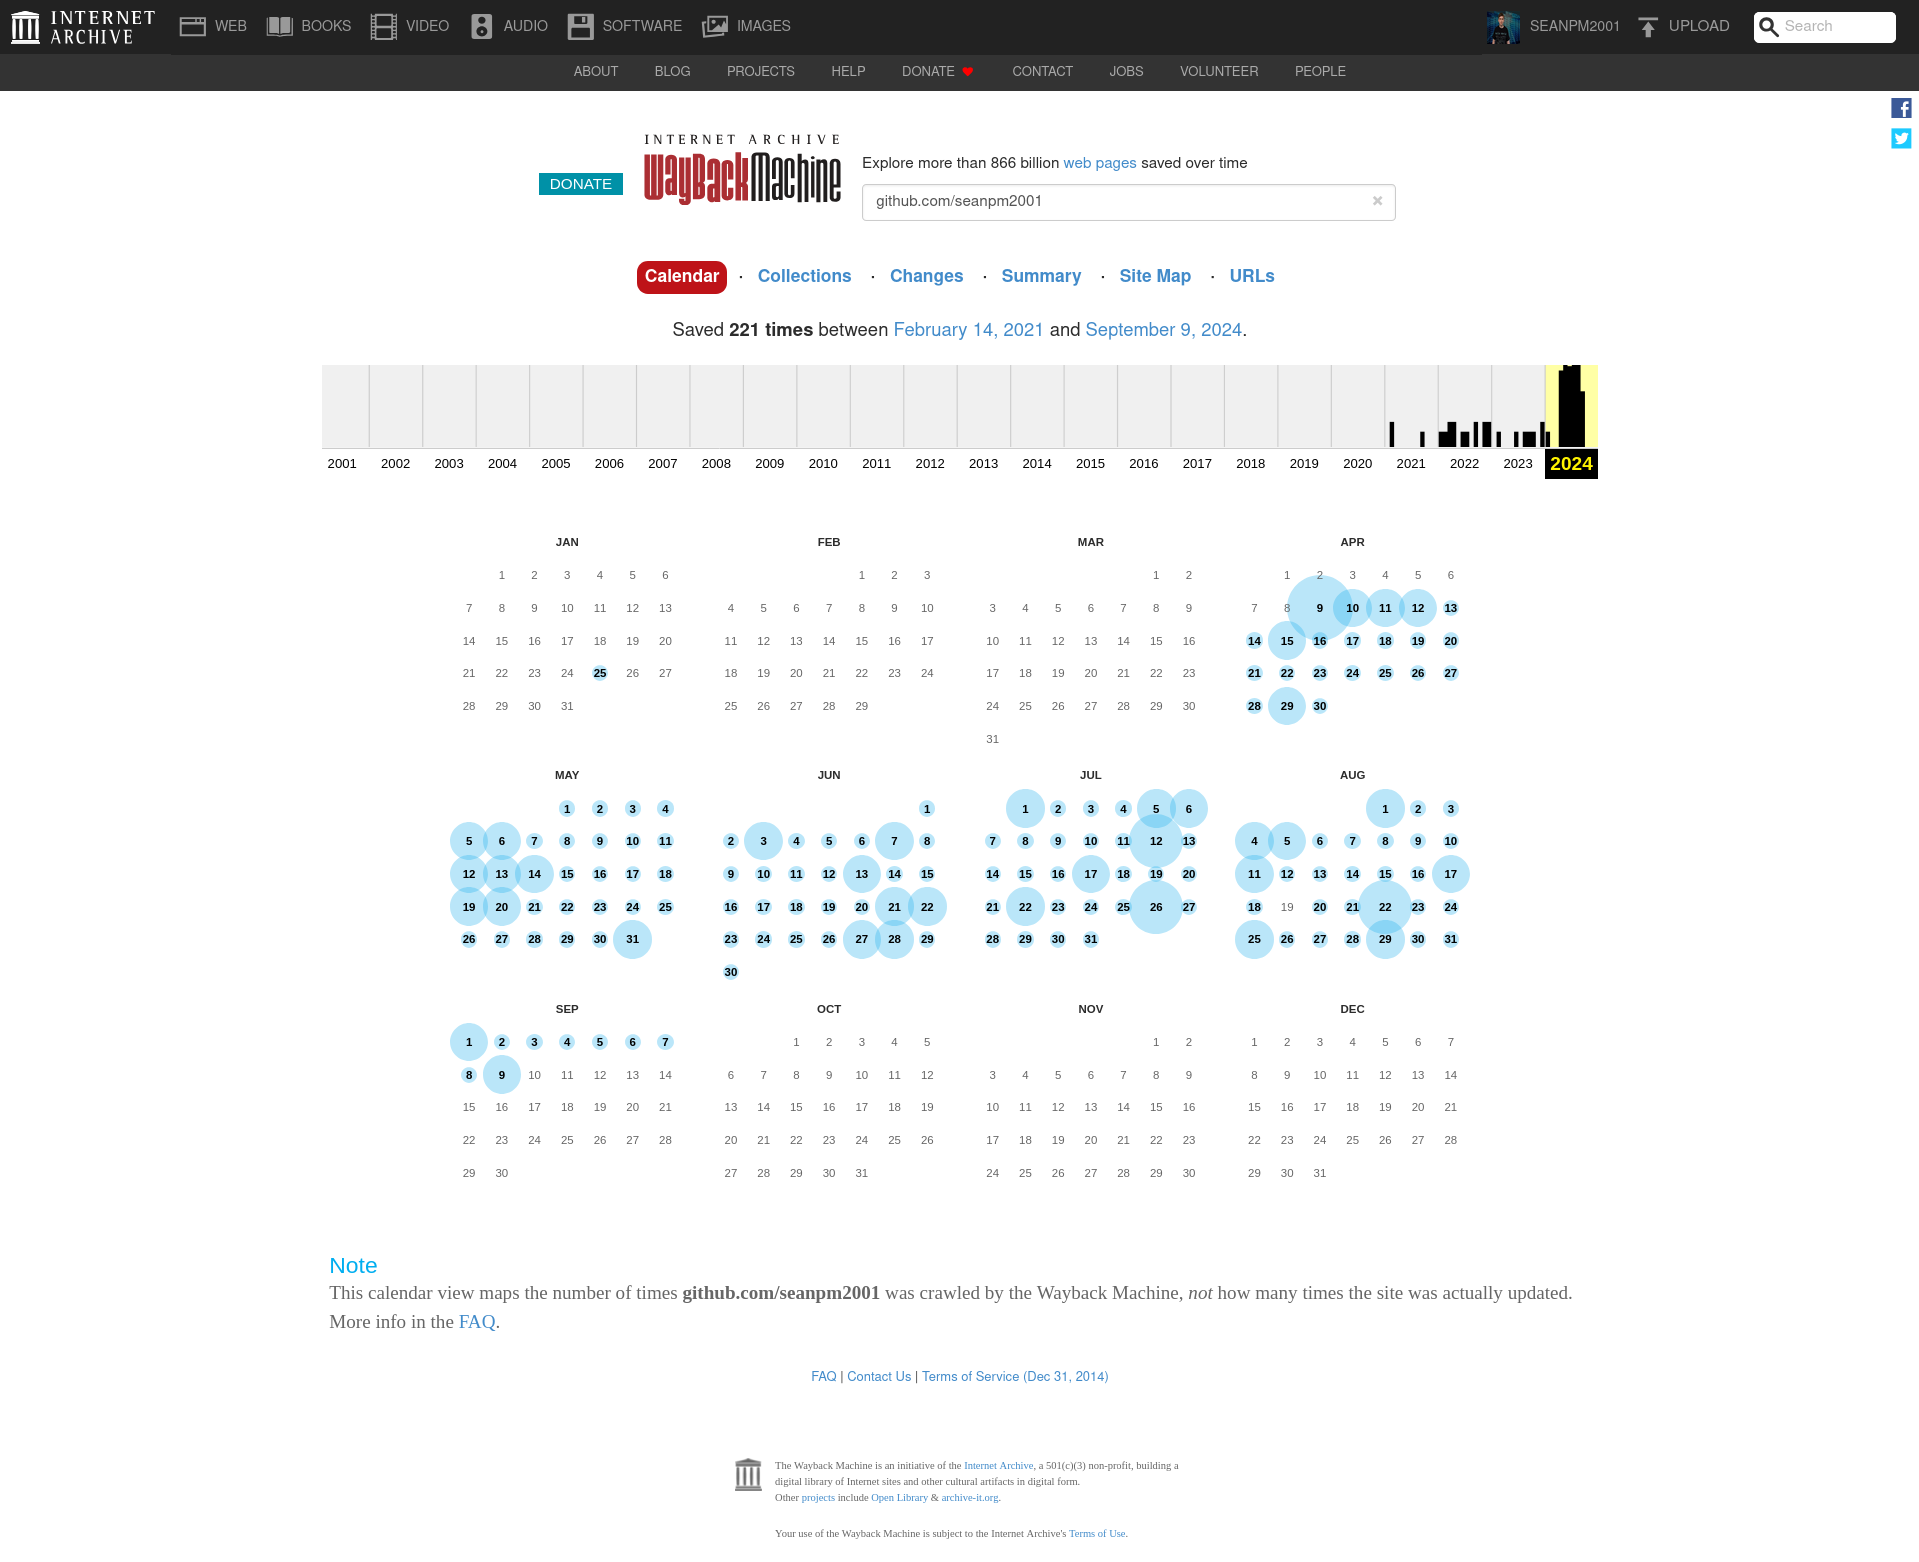 INTERNET ARCHIVE WEB BOOKS VIDEO AUDIO SOFTWARE IMAGES SEANPM2001 UPLOAD Search
ABOUT BLOG PROJECTS HELP DONATE CONTACT JOBS VOLUNTEER PEOPLE
INTERNET ARCHIVE
WayBackMachine
DONATE
Explore more than 866 billion web pages saved over time
github.com/seanpm2001 ×
Calendar · Collections · Changes · Summary · Site Map · URLs
Saved 221 times between February 14, 2021 and September 9, 2024.
2001 2002 2003 2004 2005 2006 2007 2008 2009 2010 2011 2012 2013 2014 2015 2016 2017 2018 2019 2020 2021 2022 2023 2024
JAN FEB MAR APR
1 2 3 4 5 6 1 2 3 1 2 1 2 3 4 5 6
7 8 9 10 11 12 13 4 5 6 7 8 9 10 3 4 5 6 7 8 9 7 8 9 10 11 12 13
14 15 16 17 18 19 20 11 12 13 14 15 16 17 10 11 12 13 14 15 16 14 15 16 17 18 19 20
21 22 23 24 25 26 27 18 19 20 21 22 23 24 17 18 19 20 21 22 23 21 22 23 24 25 26 27
28 29 30 31 25 26 27 28 29 24 25 26 27 28 29 30 28 29 30
31
MAY JUN JUL AUG
1 2 3 4 1 1 2 3 4 5 6 1 2 3
5 6 7 8 9 10 11 2 3 4 5 6 7 8 7 8 9 10 11 12 13 4 5 6 7 8 9 10
12 13 14 15 16 17 18 9 10 11 12 13 14 15 14 15 16 17 18 19 20 11 12 13 14 15 16 17
19 20 21 22 23 24 25 16 17 18 19 20 21 22 21 22 23 24 25 26 27 18 19 20 21 22 23 24
26 27 28 29 30 31 23 24 25 26 27 28 29 28 29 30 31 25 26 27 28 29 30 31
30
SEP OCT NOV DEC
1 2 3 4 5 6 7 1 2 3 4 5 1 2 1 2 3 4 5 6 7
8 9 10 11 12 13 14 6 7 8 9 10 11 12 3 4 5 6 7 8 9 8 9 10 11 12 13 14
15 16 17 18 19 20 21 13 14 15 16 17 18 19 10 11 12 13 14 15 16 15 16 17 18 19 20 21
22 23 24 25 26 27 28 20 21 22 23 24 25 26 17 18 19 20 21 22 23 22 23 24 25 26 27 28
29 30 27 28 29 30 31 24 25 26 27 28 29 30 29 30 31
Note
This calendar view maps the number of times github.com/seanpm2001 was crawled by the Wayback Machine, not how many times the site was actually updated.
More info in the FAQ.
FAQ | Contact Us | Terms of Service (Dec 31, 2014)
The Wayback Machine is an initiative of the Internet Archive, a 501(c)(3) non-profit, building a
digital library of Internet sites and other cultural artifacts in digital form.
Other projects include Open Library & archive-it.org.
Your use of the Wayback Machine is subject to the Internet Archive's Terms of Use.